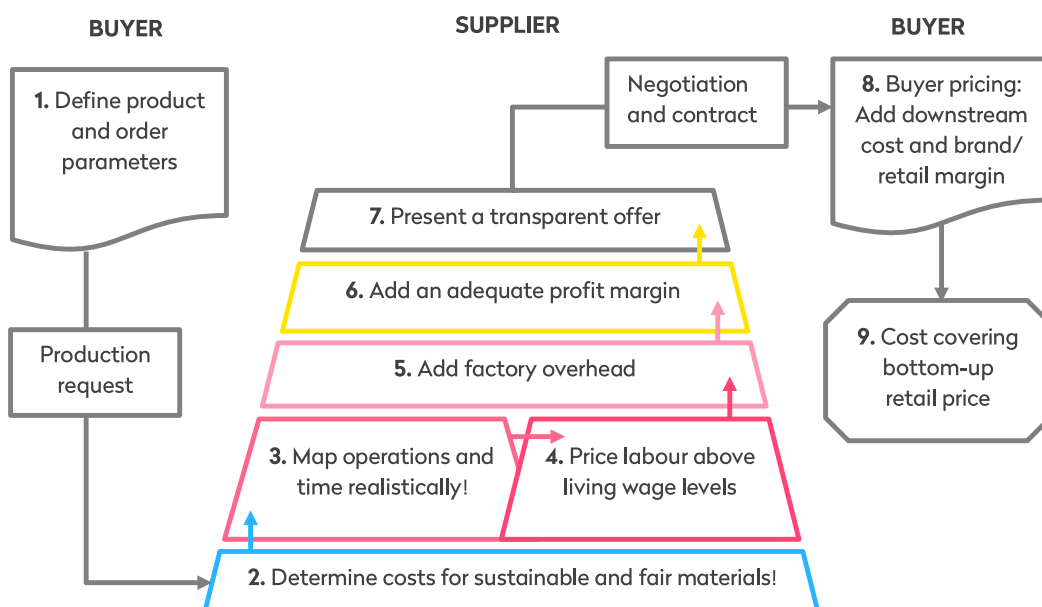 BUYER
SUPPLIER
BUYER
1. Define product
and order
parameters
Production
request
2. Determine costs for sustainable and fair materials!
3. Map operations and
time realistically!
4. Price labour above
living wage levels
5. Add factory overhead
6. Add an adequate profit margin
7. Present a transparent offer
Negotiation
and contract
8. Buyer pricing:
Add downstream
cost and brand/
retail margin
9. Cost covering
bottom-up
retail price